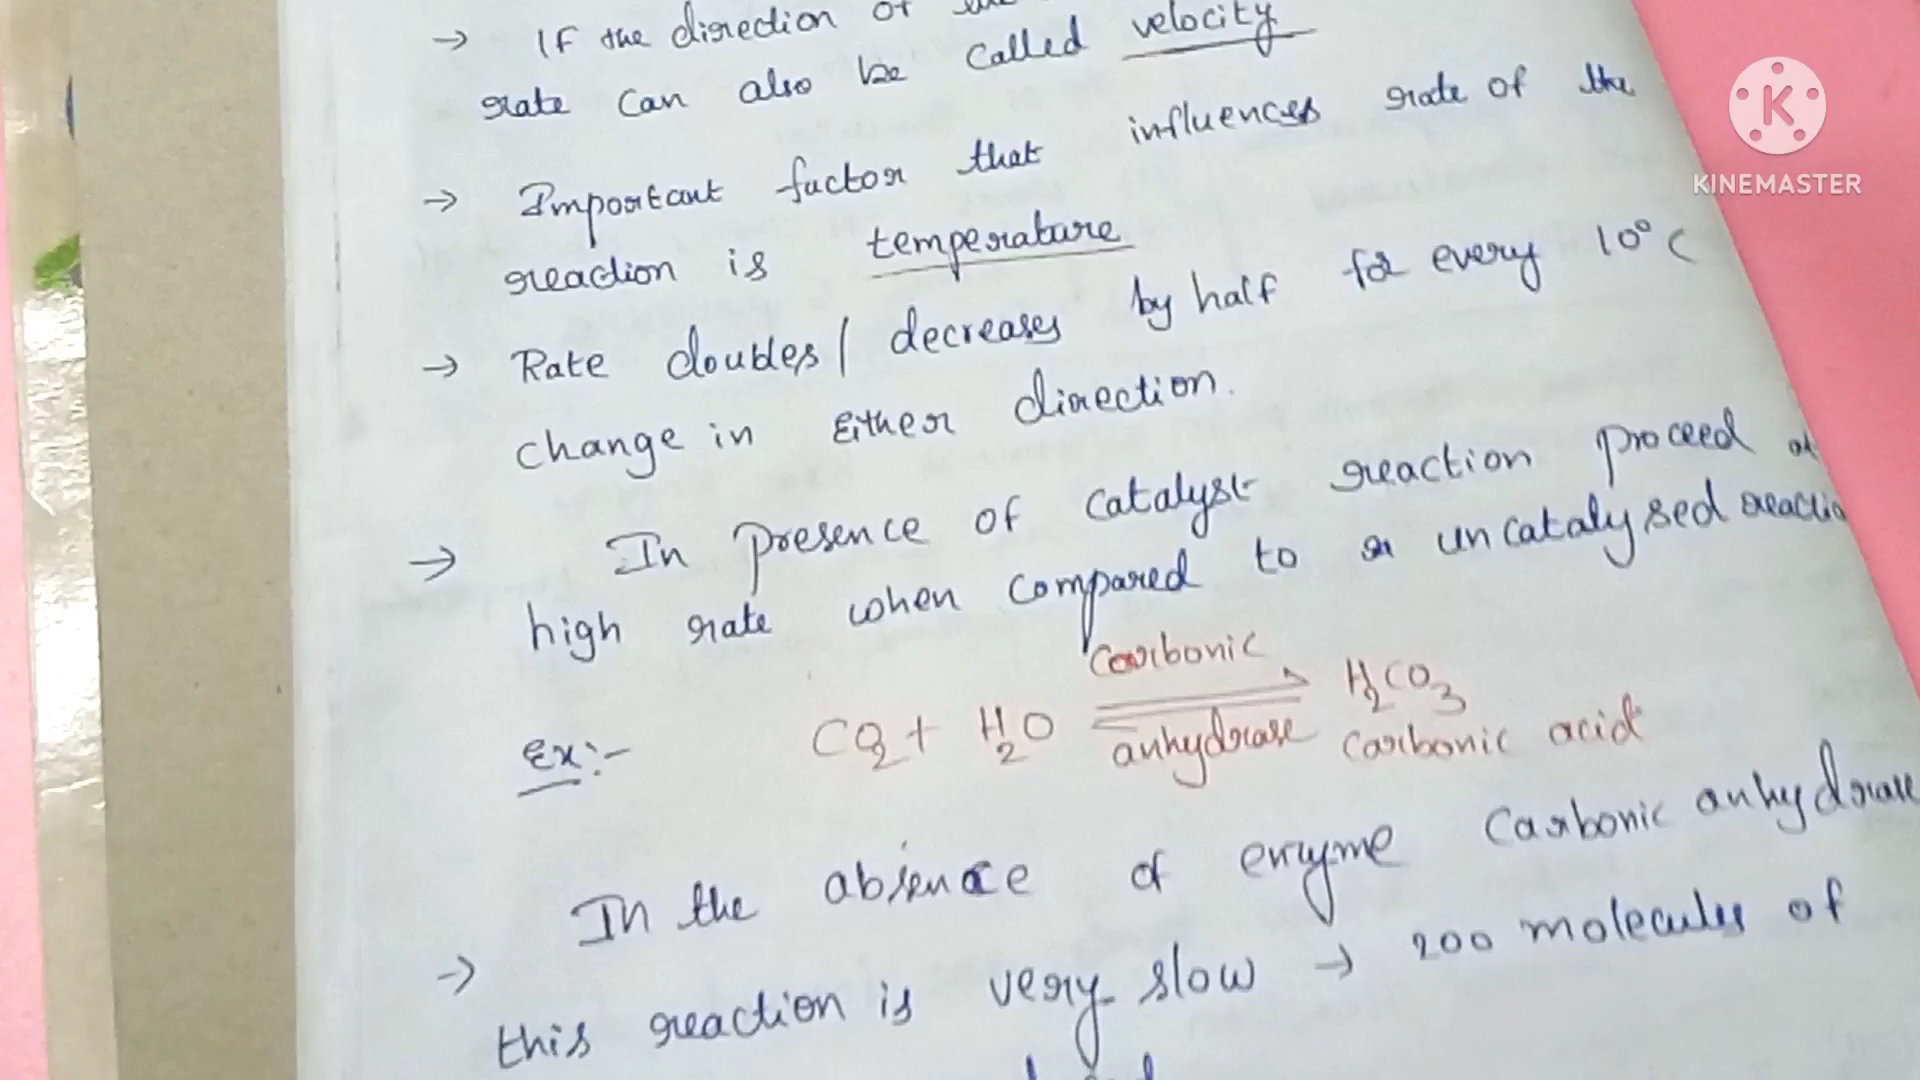 → If the direction of the
rate can also be called velocity
→ Important factor that influences rate of the
reaction is temperature
→ Rate doubles/ decreases by half for every 10°C
change in either direction.
→ In presence of catalyst reaction proceed at
high rate when compared to a uncatalysed reactio
carbonic
Ex:- CO2 + H2O ⇌ H2CO3
anhydrase carbonic acid
In the absence of enzyme Carbonic anhydrase
→ this reaction is very slow → 200 molecules of
K
KINEMASTER